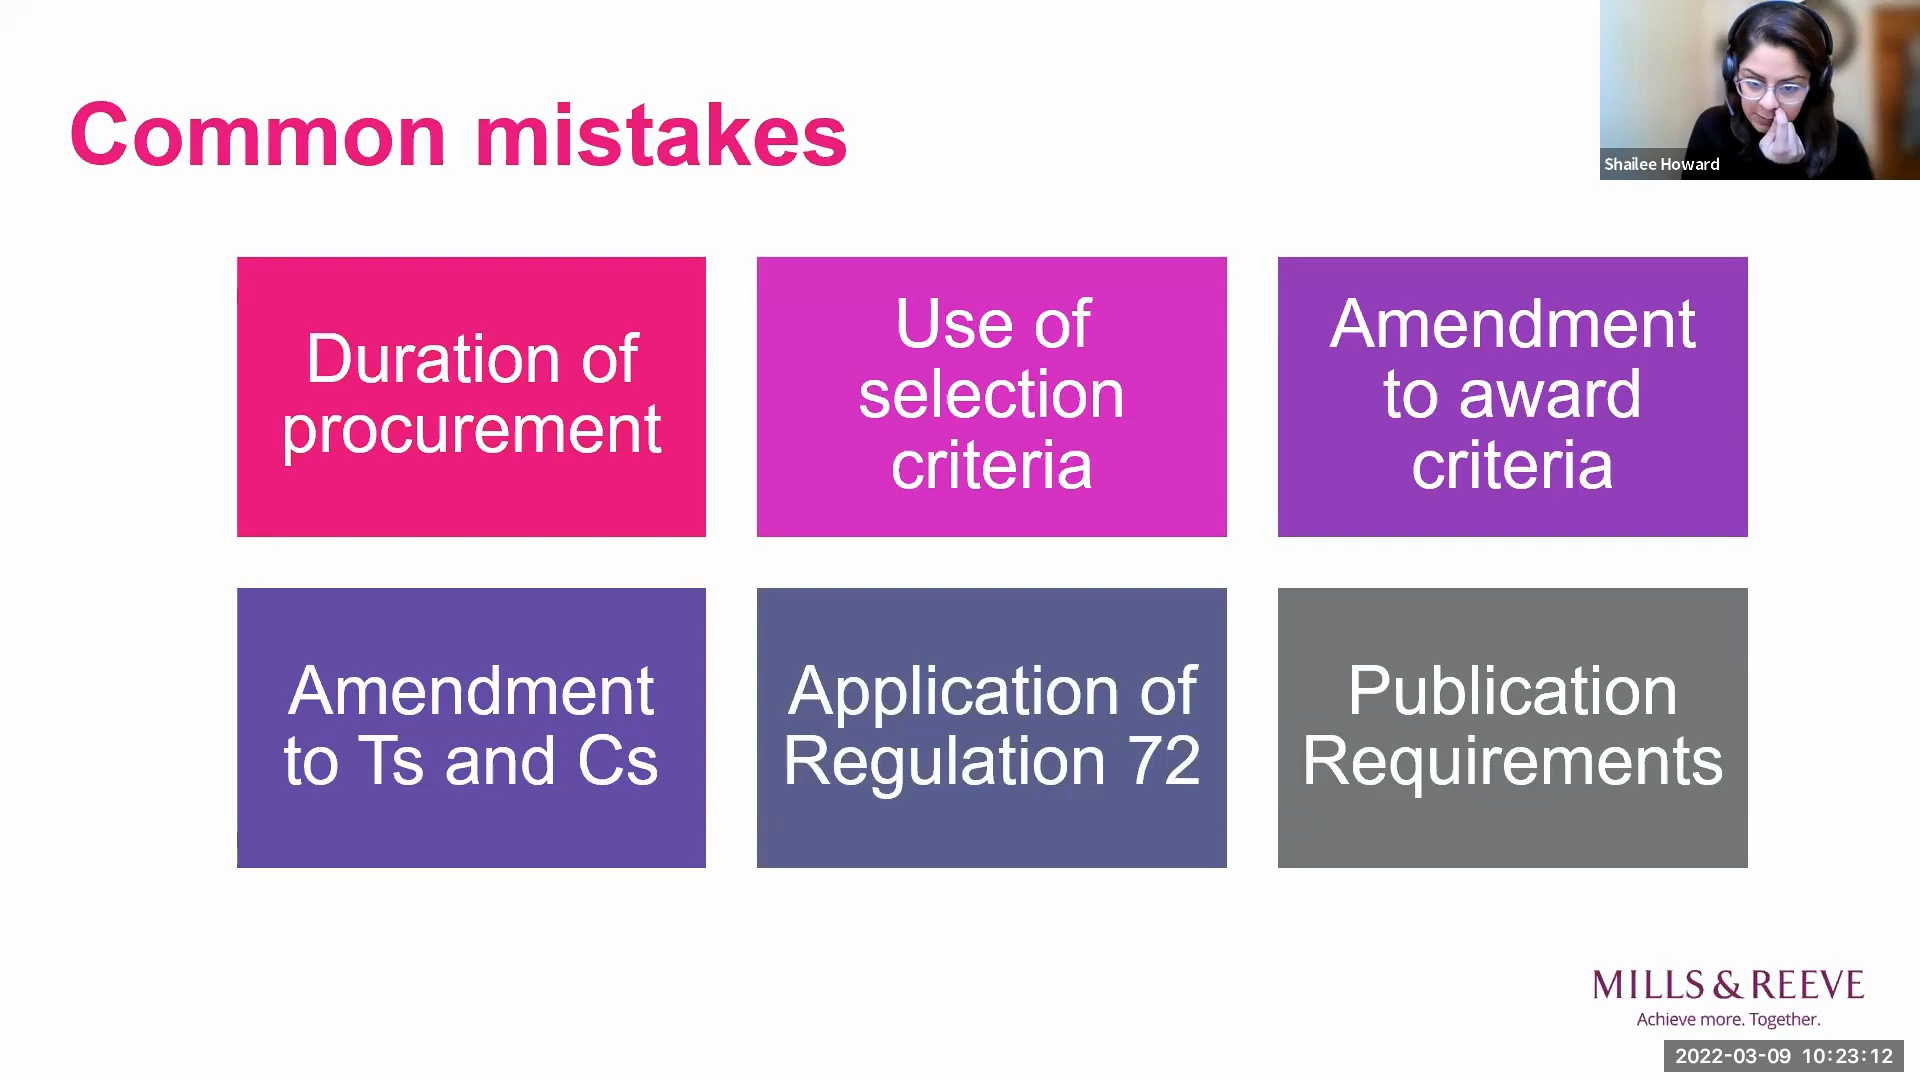 Common mistakes
Shailee Howard
Duration of
procurement
Use of
selection
criteria
Amendment
to award
criteria
Amendment
to Ts and Cs
Application of
Regulation 72
Publication
Requirements
MILLS & REEVE
Achieve more. Together.
2022-03-09 10:23:12